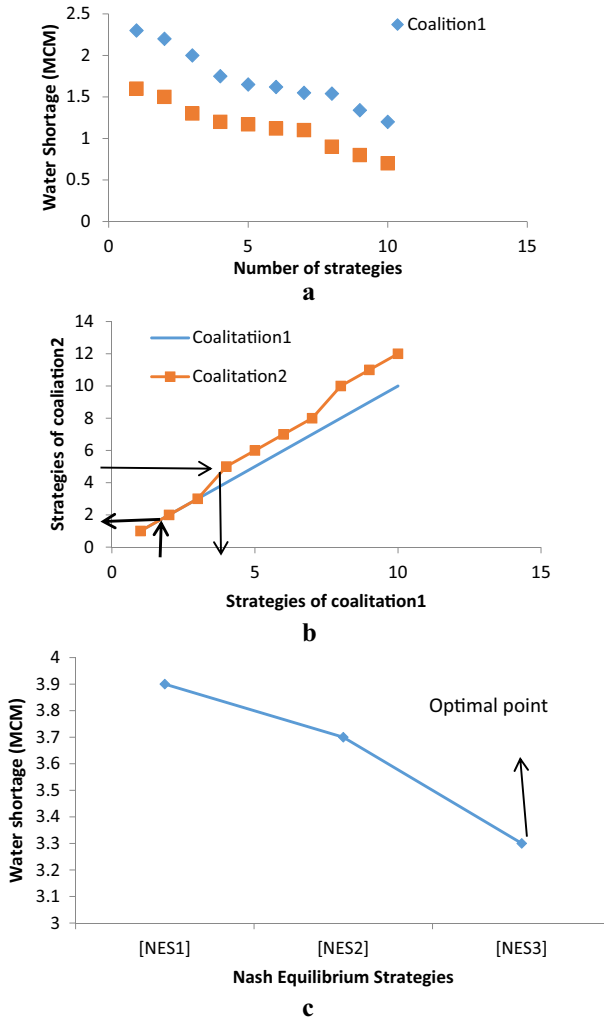 2.5
2
1.5
1
0.5
0
Water Shortage (MCM)
Coalition1
0
5
10
15
Number of strategies
a
14
12
10
8
6
4
2
0
Strategies of coaliation2
Coalitatiion1
Coalitation2
0
5
10
15
Strategies of coalitation1
b
4
3.9
3.8
3.7
3.6
3.5
3.4
3.3
3.2
3.1
3
Water shortage (MCM)
Optimal point
[NES1]
[NES2]
[NES3]
Nash Equilibrium Strategies
c